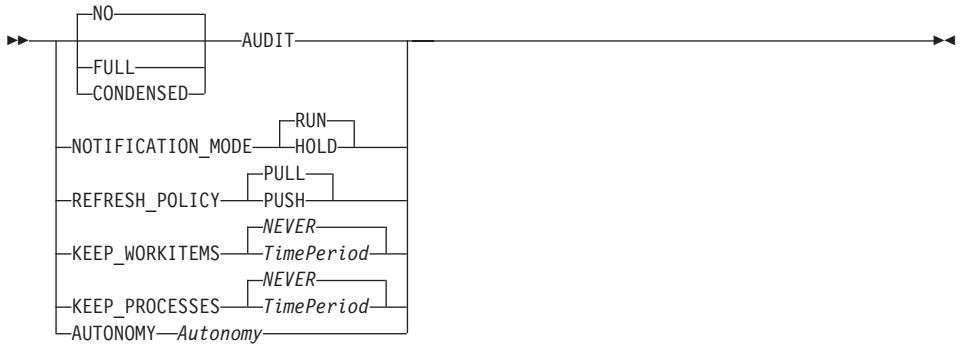 NO
AUDIT
FULL
CONDENSED
RUN
NOTIFICATION_MODE HOLD
PULL
REFRESH_POLICY PUSH
NEVER
KEEP_WORKITEMS TimePeriod
NEVER
KEEP_PROCESSES TimePeriod
AUTONOMY Autonomy